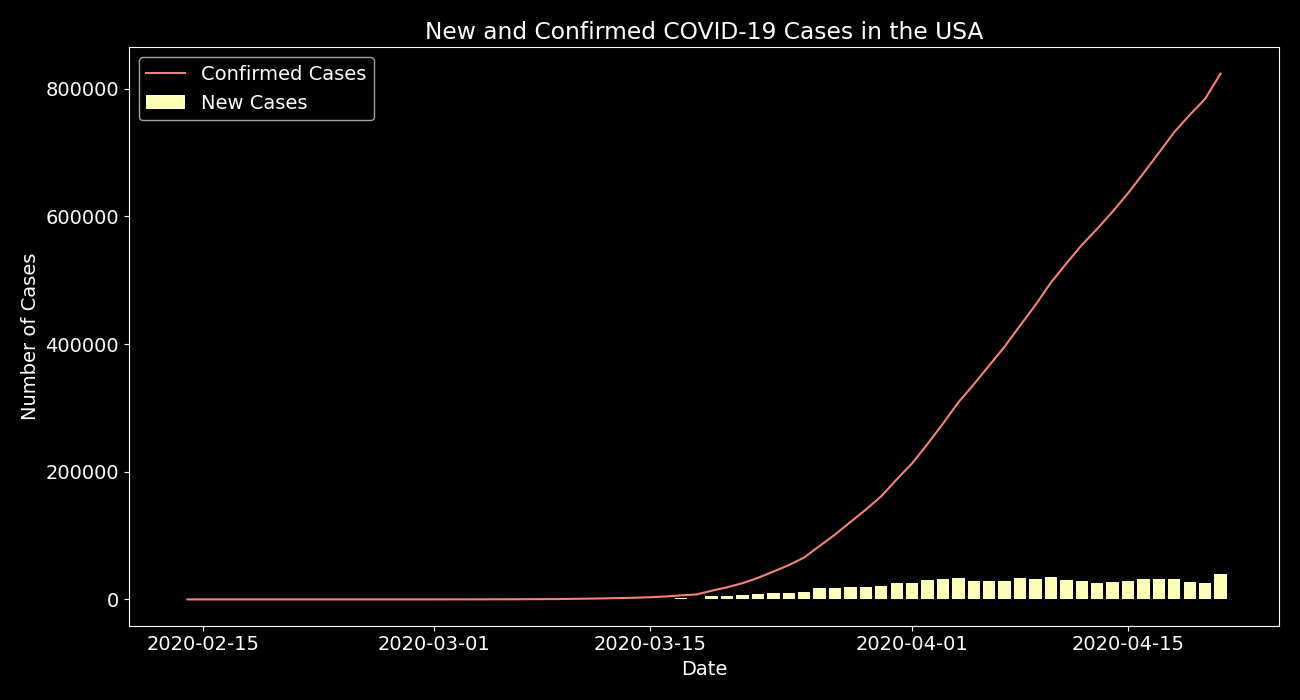 New and Confirmed COVID-19 Cases in the USA
Confirmed Cases
New Cases
800000
600000
400000
200000
0
Number of Cases
2020-02-15 2020-03-01 2020-03-15 2020-04-01 2020-04-15
Date